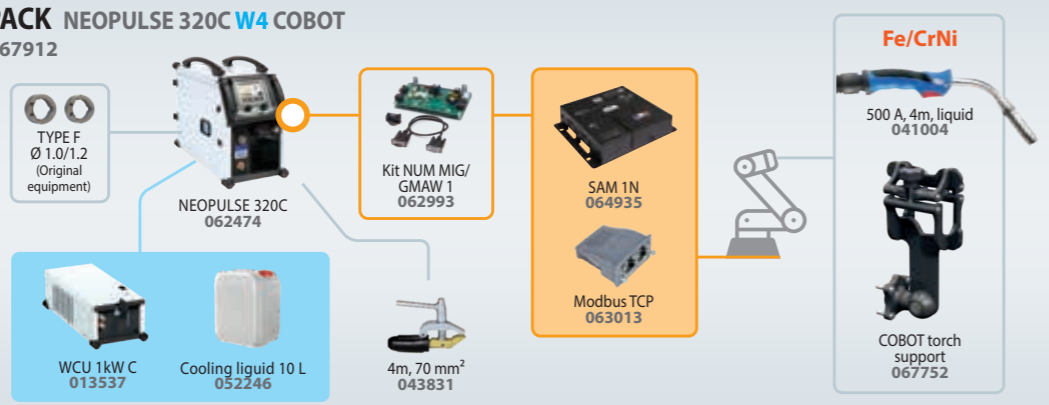 PACK NEOPULSE 320C W4 COBOT
67912
Fe/CrNi
500 A, 4m, liquid
041004
TYPE F
Ø 1.0/1.2
(Original
equipment)
NEOPULSE 320C
062474
Kit NUM MIG/
GMAW 1
062993
SAM 1N
064935
Modbus TCP
063013
WCU 1kW C
013537
Cooling liguid 10 L
052246
4m, 70 mm²
043831
COBOT torch
support
067752